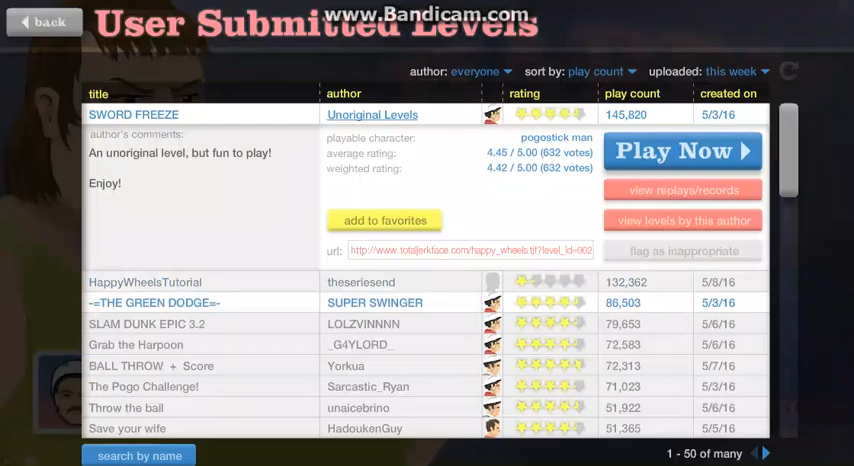 www.Bandicam.com
back
User Submitted Levels
author: everyone sort by: play count uploaded: this week
title author rating play count created on
SWORD FREEZE Unoriginal Levels 145,820 5/3/16
author's comments:
An unoriginal level, but fun to play!
Enjoy!
playable character: pogostick man
average rating: 4.45 / 5.00 (632 votes)
weighted rating: 4.42 / 5.00 (632 votes)
Play Now
view replays/records
add to favorites
view levels by this author
url: http://www.totaljerkface.com/happy_wheels.tjf?level_id=902
flag as inappropriate
HappyWheelsTutorial theseriesend 132,362 5/8/16
-=THE GREEN DODGE=- SUPER SWINGER 86,503 5/3/16
SLAM DUNK EPIC 3.2 LOLZVINNNN 79,653 5/6/16
Grab the Harpoon _G4YLORD_ 72,583 5/6/16
BALL THROW + Score Yorkua 72,313 5/7/16
The Pogo Challenge! Sarcastic_Ryan 71,023 5/3/16
Throw the ball unaicebrino 51,922 5/6/16
Save your wife HadoukenGuy 51,365 5/5/16
search by name
1 - 50 of many